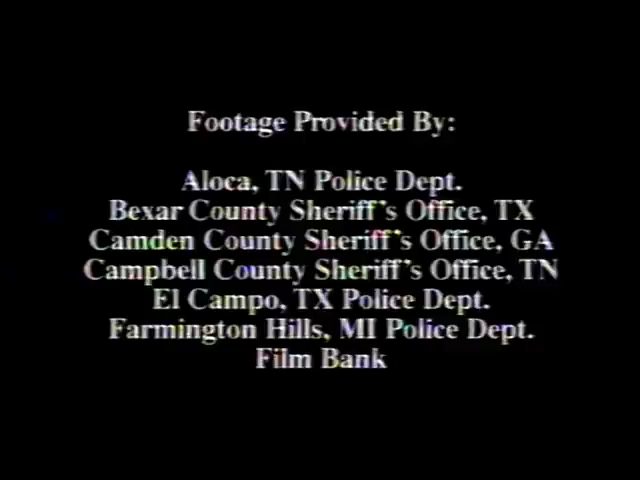 Footage Provided By:
Aloca, TN Police Dept.
Bexar County Sheriff's Office, TX
Camden County Sheriff's Office, GA
Campbell County Sheriff's Office, TN
El Campo, TX Police Dept.
Farmington Hills, MI Police Dept.
Film Bank